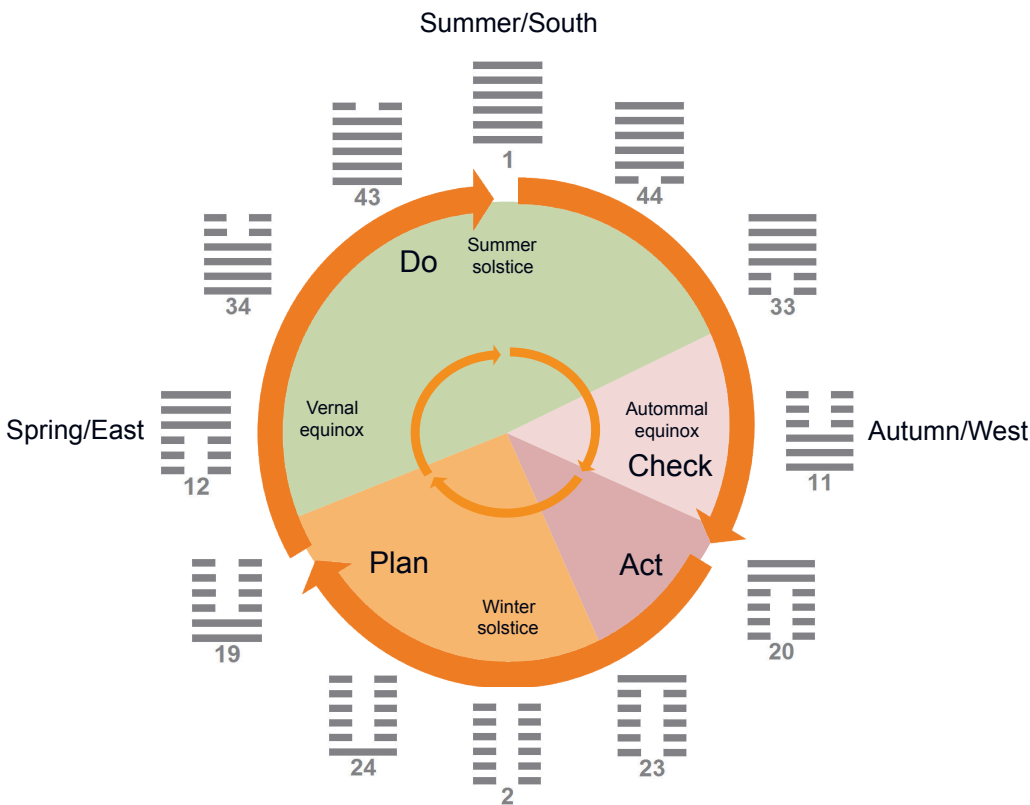 Summer/South
1
43
44
Summer
solstice
Do
34
33
Vernal
equinox
Autommal
equinox
Spring/East
Autumn/West
Check
12
11
Plan
Act
Winter
solstice
19
20
24
23
2